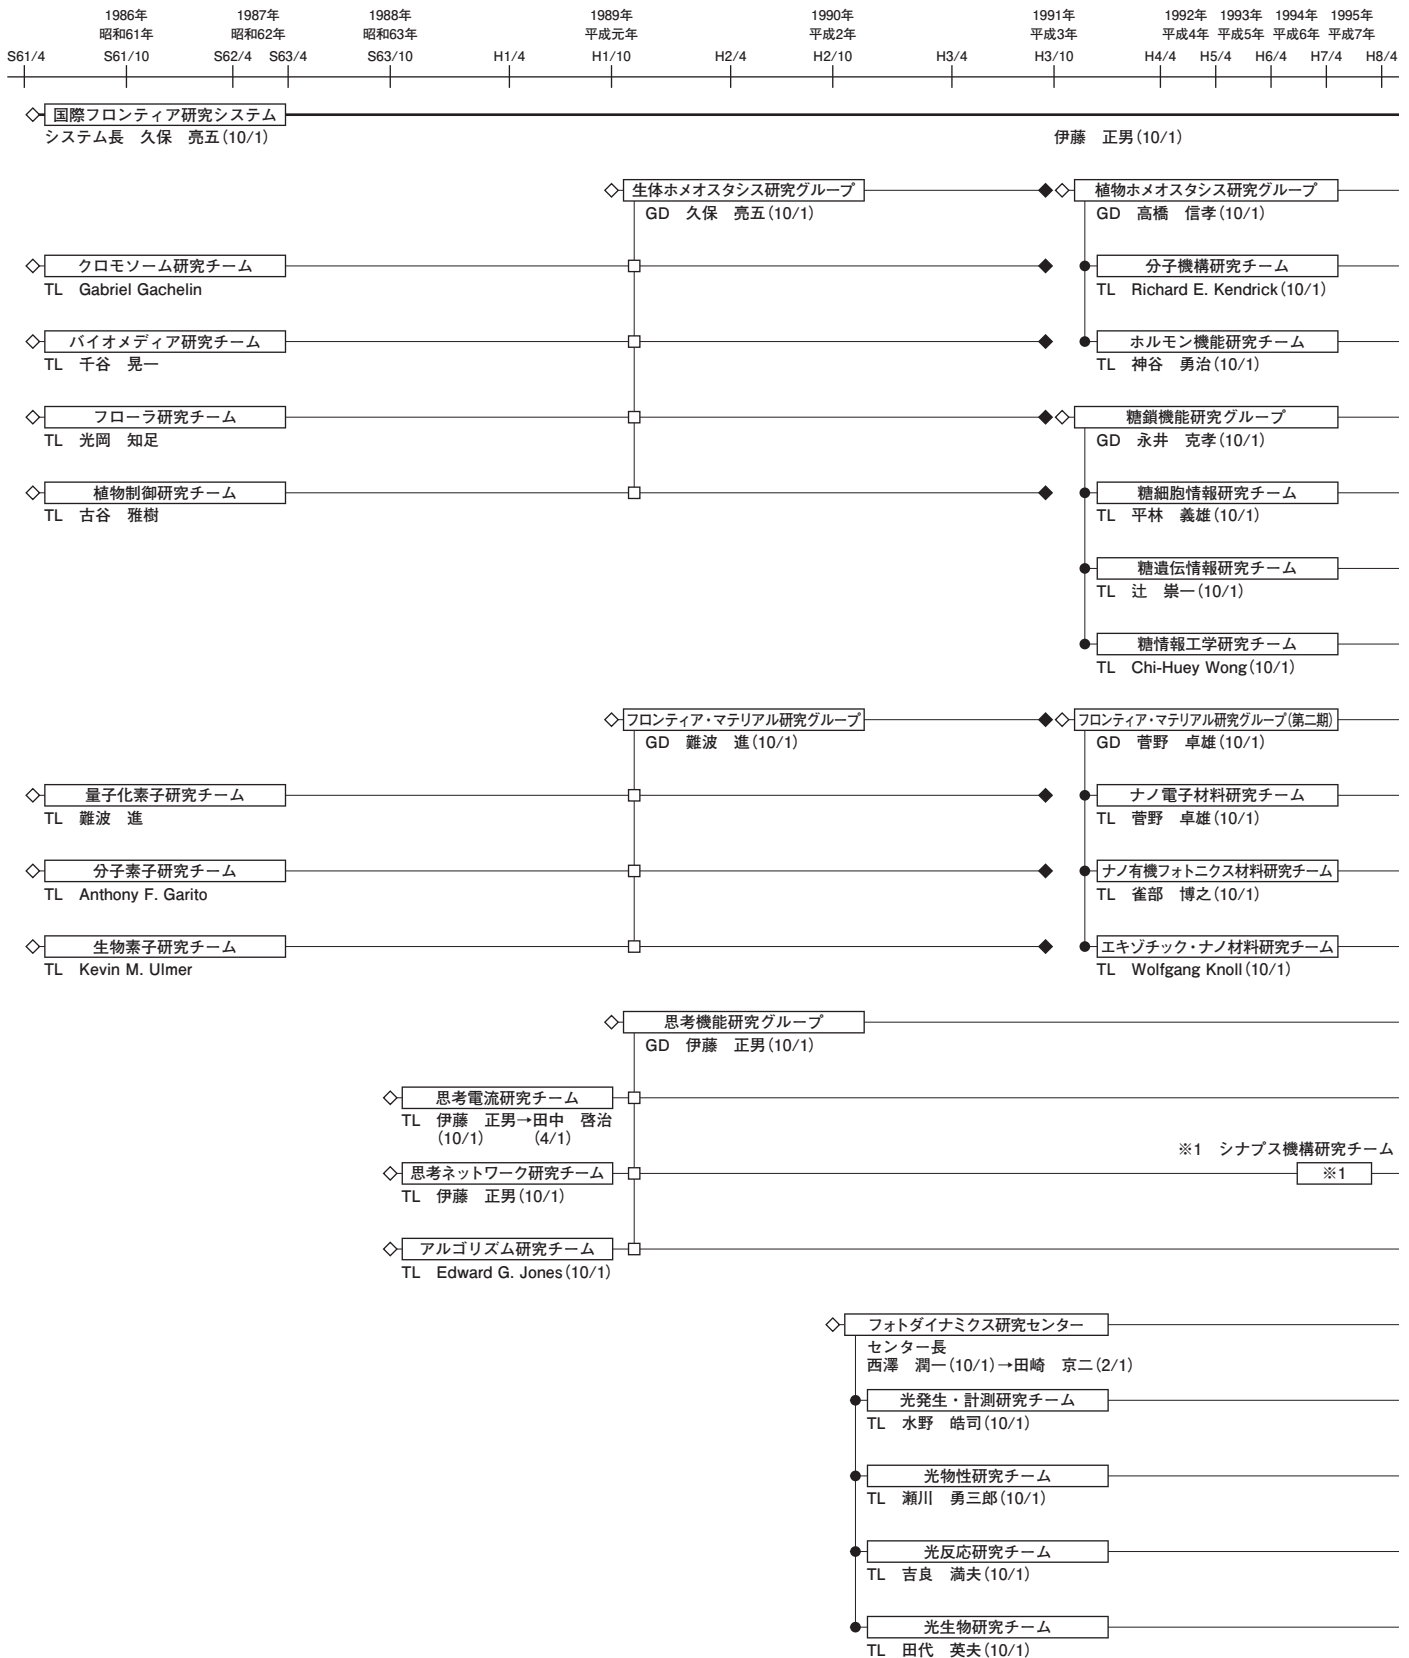 1986年 1987年 1988年 1989年 1990年 1991年 1992年 1993年 1994年 1995年
昭和61年 昭和62年 昭和63年 平成元年 平成2年 平成3年 平成4年 平成5年 平成6年 平成7年
S61/4 S61/10 S62/4 S63/4 S63/10 H1/4 H1/10 H2/4 H2/10 H3/4 H3/10 H4/4 H5/4 H6/4 H7/4 H8/4
国際フロンティア研究システム
システム長 久保 亮五(10/1) 伊藤 正男(10/1)
生体ホメオスタシス研究グループ 植物ホメオスタシス研究グループ
GD 久保 亮五(10/1) GD 高橋 信孝(10/1)
クロモソーム研究チーム 分子機構研究チーム
TL Gabriel Gachelin TL Richard E. Kendrick(10/1)
バイオメディア研究チーム ホルモン機能研究チーム
TL 千谷 晃一 TL 神谷 勇治(10/1)
フローラ研究チーム 糖鎖機能研究グループ
TL 光岡 知足 GD 永井 克孝(10/1)
植物制御研究チーム 糖細胞情報研究チーム
TL 古谷 雅樹 TL 平林 義雄(10/1)
糖遺伝情報研究チーム
TL 辻 崇一(10/1)
糖情報工学研究チーム
TL Chi-Huey Wong(10/1)
フロンティア・マテリアル研究グループ フロンティア・マテリアル研究グループ(第二期)
GD 難波 進(10/1) GD 菅野 卓雄(10/1)
量子化素子研究チーム ナノ電子材料研究チーム
TL 難波 進 TL 菅野 卓雄(10/1)
分子素子研究チーム ナノ有機フォトニクス材料研究チーム
TL Anthony F. Garito TL 雀部 博之(10/1)
生物素子研究チーム エキゾチック・ナノ材料研究チーム
TL Kevin M. Ulmer TL Wolfgang Knoll(10/1)
思考機能研究グループ
GD 伊藤 正男(10/1)
思考電流研究チーム
TL 伊藤 正男→田中 啓治
(10/1) (4/1)
※1 シナプス機構研究チーム
思考ネットワーク研究チーム ※1
TL 伊藤 正男(10/1)
アルゴリズム研究チーム
TL Edward G. Jones(10/1)
フォトダイナミクス研究センター
センター長
西澤 潤一(10/1)→田崎 京二(2/1)
光発生・計測研究チーム
TL 水野 皓司(10/1)
光物性研究チーム
TL 瀬川 勇三郎(10/1)
光反応研究チーム
TL 吉良 満夫(10/1)
光生物研究チーム
TL 田代 英夫(10/1)